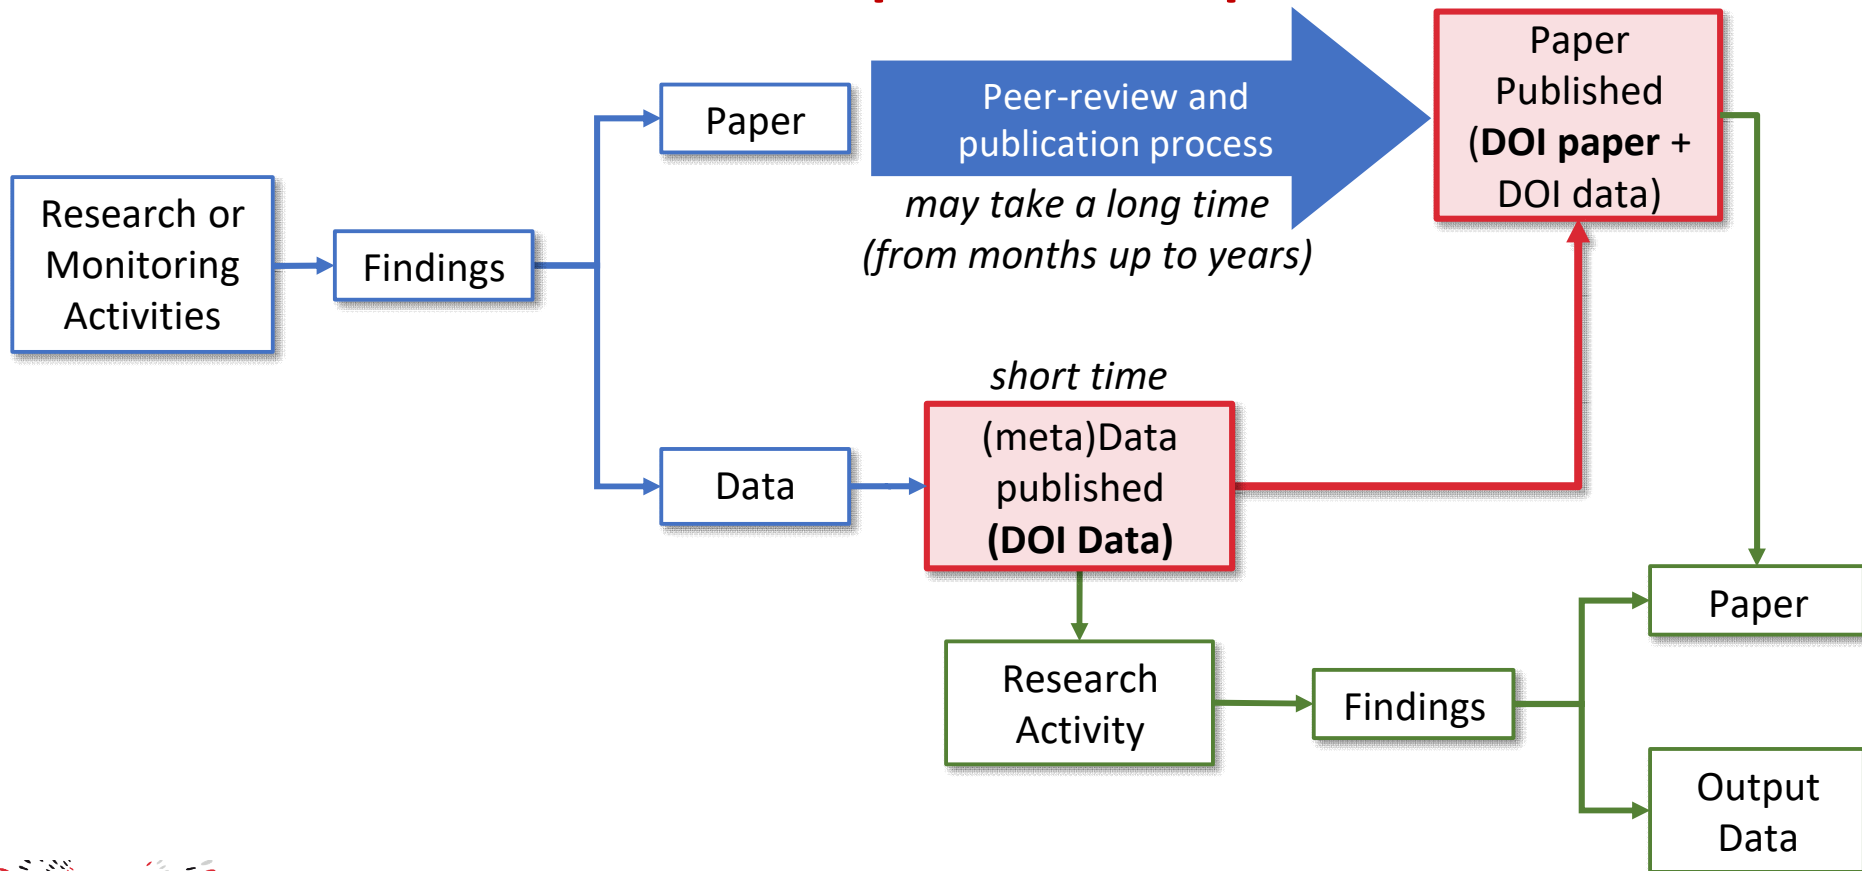 Paper
Published
(DOI paper +
DOI data)
Peer-review and
publication process
Paper
may take a long time
(from months up to years)
Research or
Monitoring
Activities
Findings
short time
(meta)Data
published
(DOI Data)
Data
Paper
Research
Activity
Findings
Output
Data